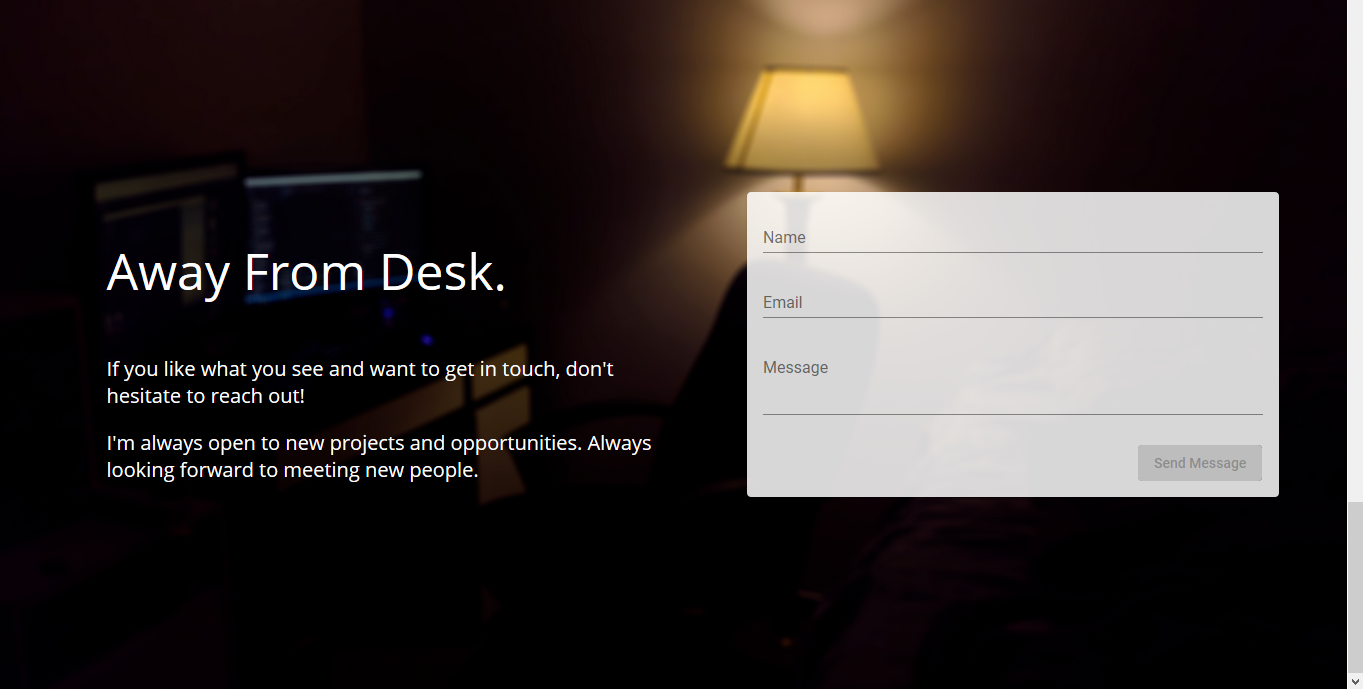 Away From Desk.
If you like what you see and want to get in touch, don't
hesitate to reach out!
I'm always open to new projects and opportunities. Always
looking forward to meeting new people.
Name
Email
Message
Send Message